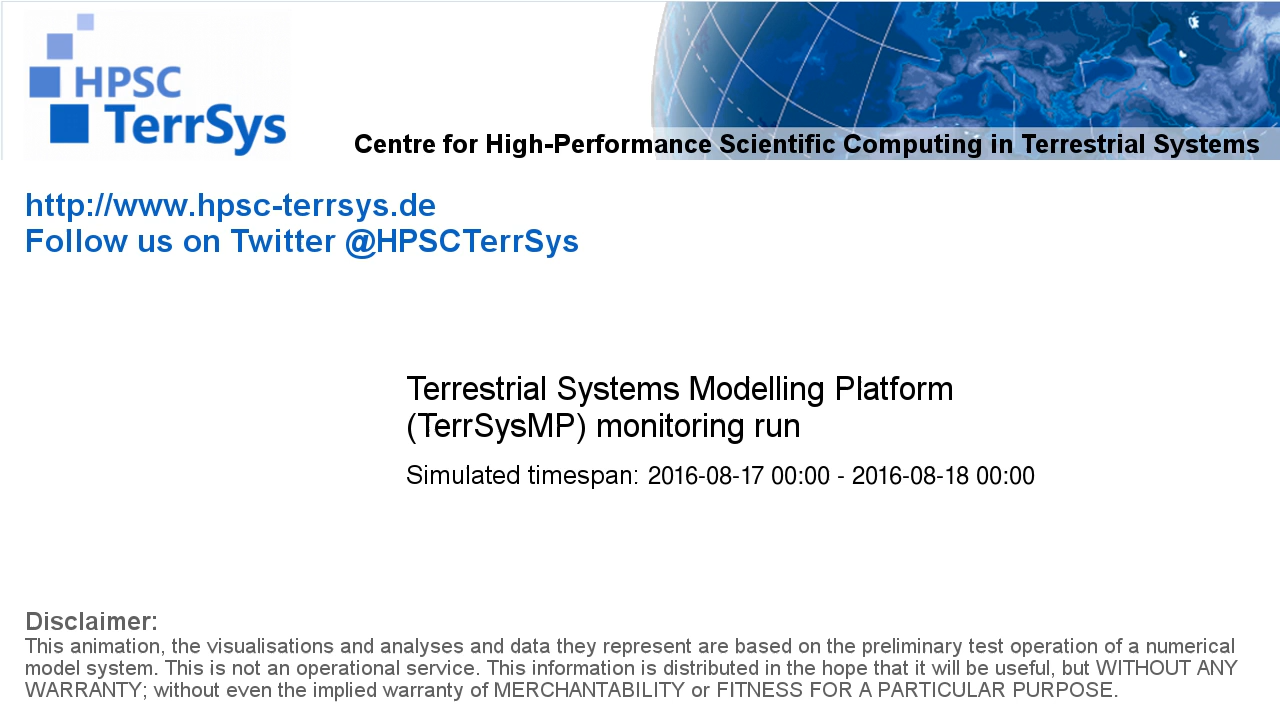 HPSC
TerrSys
Centre for High-Performance Scientific Computing in Terrestrial Systems
http://www.hpsc-terrsys.de
Follow us on Twitter @HPSCTerrSys
Terrestrial Systems Modelling Platform
(TerrSysMP) monitoring run
Simulated timespan: 2016-08-17 00:00 - 2016-08-18 00:00
Disclaimer:
This animation, the visualisations and analyses and data they represent are based on the preliminary test operation of a numerical
model system. This is not an operational service. This information is distributed in the hope that it will be useful, but WITHOUT ANY
WARRANTY; without even the implied warranty of MERCHANTABILITY or FITNESS FOR A PARTICULAR PURPOSE.